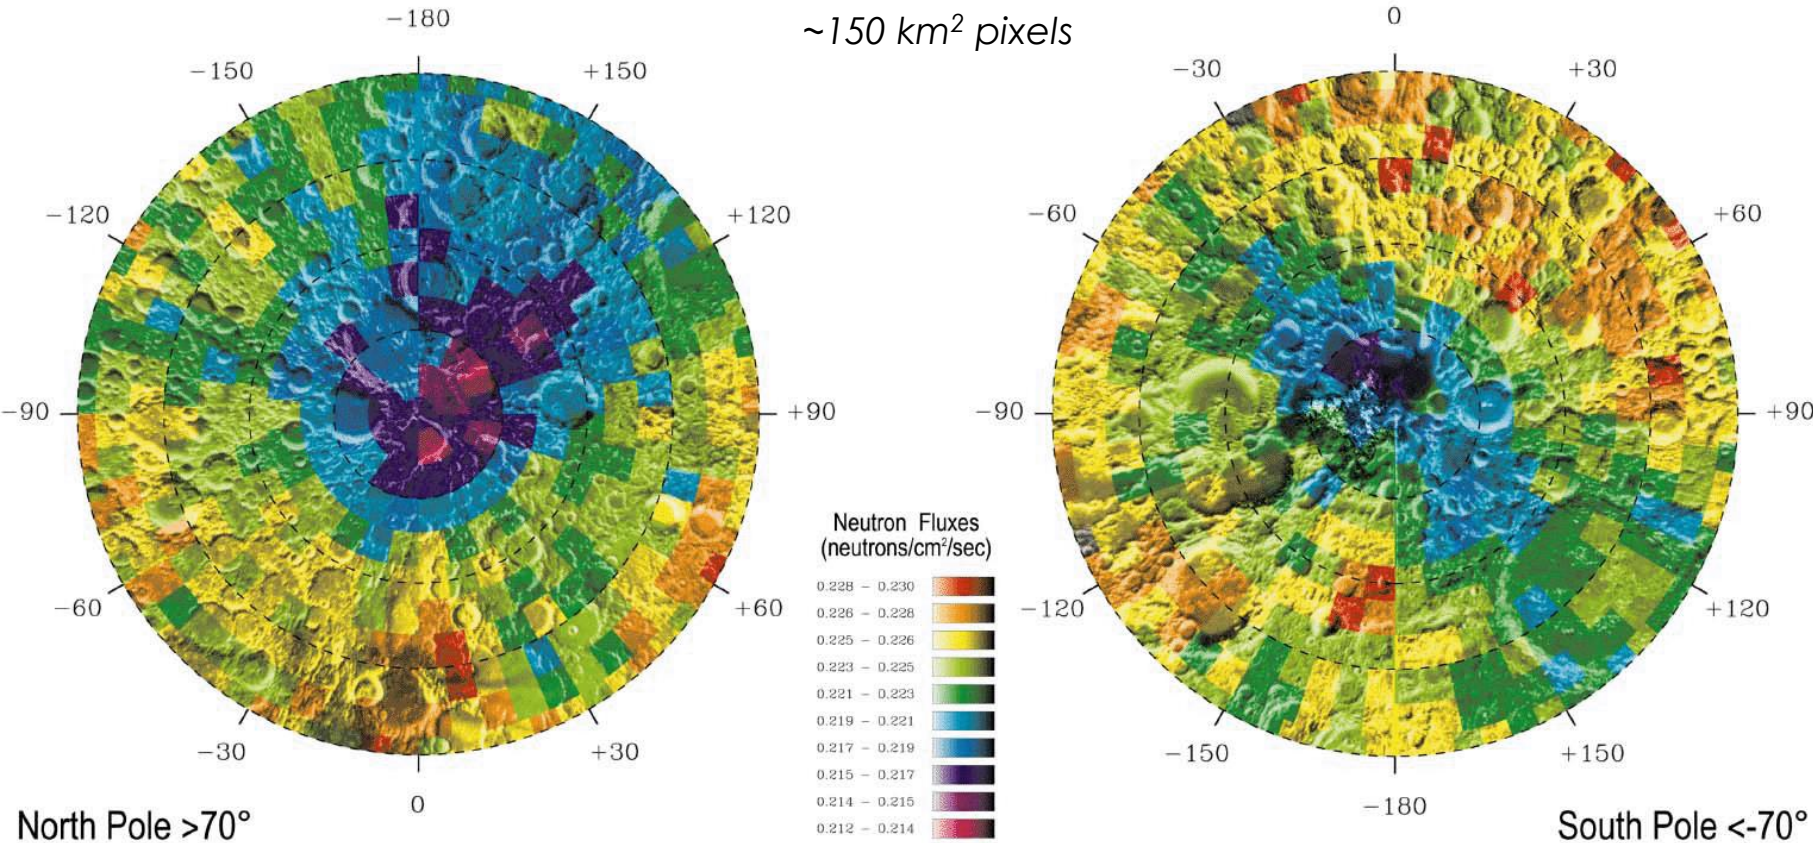 ~150 km² pixels
-180
-150
+150
-120
+120
-90
+90
-60
+60
-30
+30
0
North Pole >70°
Neutron Fluxes
(neutrons/cm²/sec)
0.228 - 0.230
0.226 - 0.228
0.225 - 0.226
0.223 - 0.225
0.221 - 0.223
0.219 - 0.221
0.217 - 0.219
0.215 - 0.217
0.214 - 0.215
0.212 - 0.214
0
-30
+30
-60
+60
-90
+90
-120
+120
-150
+150
-180
South Pole <-70°